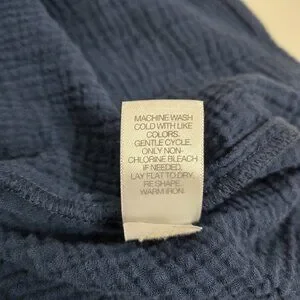 MACHINE WASH
COLD WITH LIKE
COLORS.
GENTLE CYCLE.
ONLY NON-
CHLORINE BLEACH
IF NEEDED.
LAY FLAT TO DRY.
RE SHAPE.
WARM IRON.